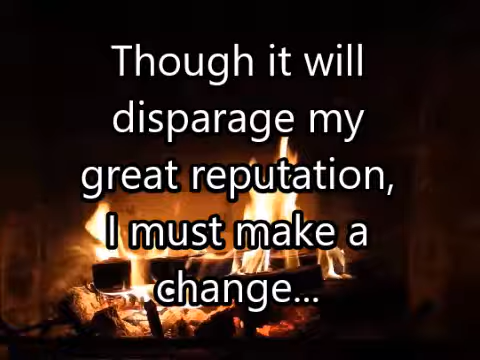 Though it will
disparage my
great reputation,
I must make a
change...